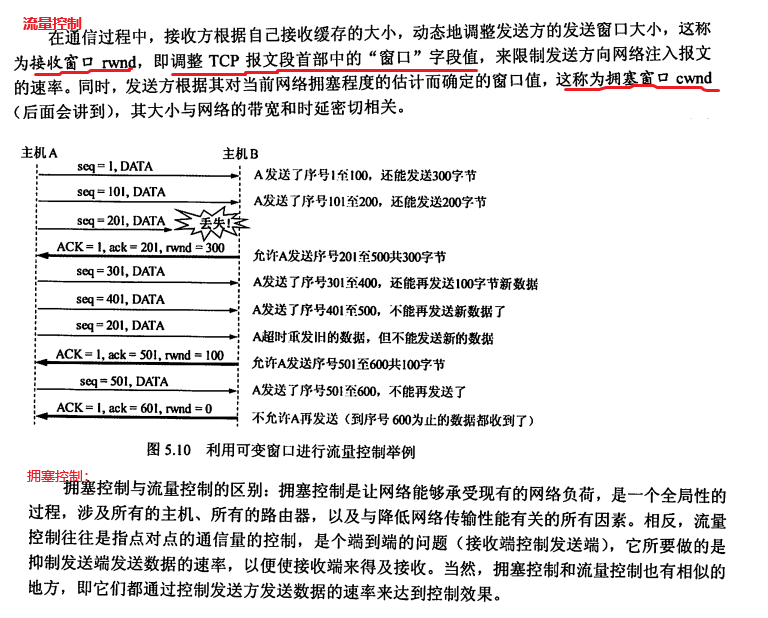 流量控制
在通信过程中，接收方根据自己接收缓存的大小，动态地调整发送方的发送窗口大小，这称
为接收窗口 rwnd，即调整 TCP 报文段首部中的“窗口”字段值，来限制发送方向网络注入报文
的速率。同时，发送方根据其对当前网络拥塞程度的估计而确定的窗口值，这称为拥塞窗口 cwnd
（后面会讲到），其大小与网络的带宽和时延密切相关。
主机A 主机B
seq = 1, DATA A发送了序号1至100，还能发送300字节
seq = 101, DATA A发送了序号101至200，还能发送200字节
seq = 201, DATA 丢失!
ACK = 1, ack = 201, rwnd = 300 允许A发送序号201至500共300字节
seq = 301, DATA A发送了序号301至400，还能再发送100字节新数据
seq = 401, DATA A发送了序号401至500，不能再发送新数据了
seq = 201, DATA A超时重发旧的数据，但不能发送新的数据
ACK = 1, ack = 501, rwnd = 100 允许A发送序号501至600共100字节
seq = 501, DATA A发送了序号501至600，不能再发送了
ACK = 1, ack = 601, rwnd = 0 不允许A再发送（到序号 600为止的数据都收到了）
图 5.10 利用可变窗口进行流量控制举例
拥塞控制：
拥塞控制与流量控制的区别：拥塞控制是让网络能够承受现有的网络负荷，是一个全局性的
过程，涉及所有的主机、所有的路由器，以及与降低网络传输性能有关的所有因素。相反，流量
控制往往是指点对点的通信量的控制，是个端到端的问题（接收端控制发送端），它所要做的是
抑制发送端发送数据的速率，以便使接收端来得及接收。当然，拥塞控制和流量控制也有相似的
地方，即它们都通过控制发送方发送数据的速率来达到控制效果。